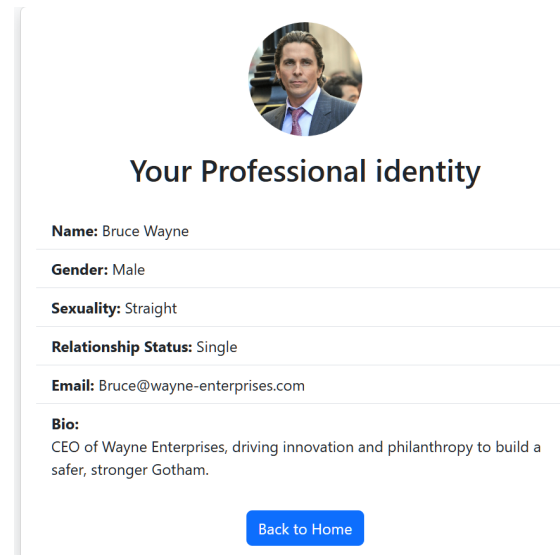 Your Professional identity
Name: Bruce Wayne
Gender: Male
Sexuality: Straight
Relationship Status: Single
Email: Bruce@wayne-enterprises.com
Bio:
CEO of Wayne Enterprises, driving innovation and philanthropy to build a
safer, stronger Gotham.
Back to Home